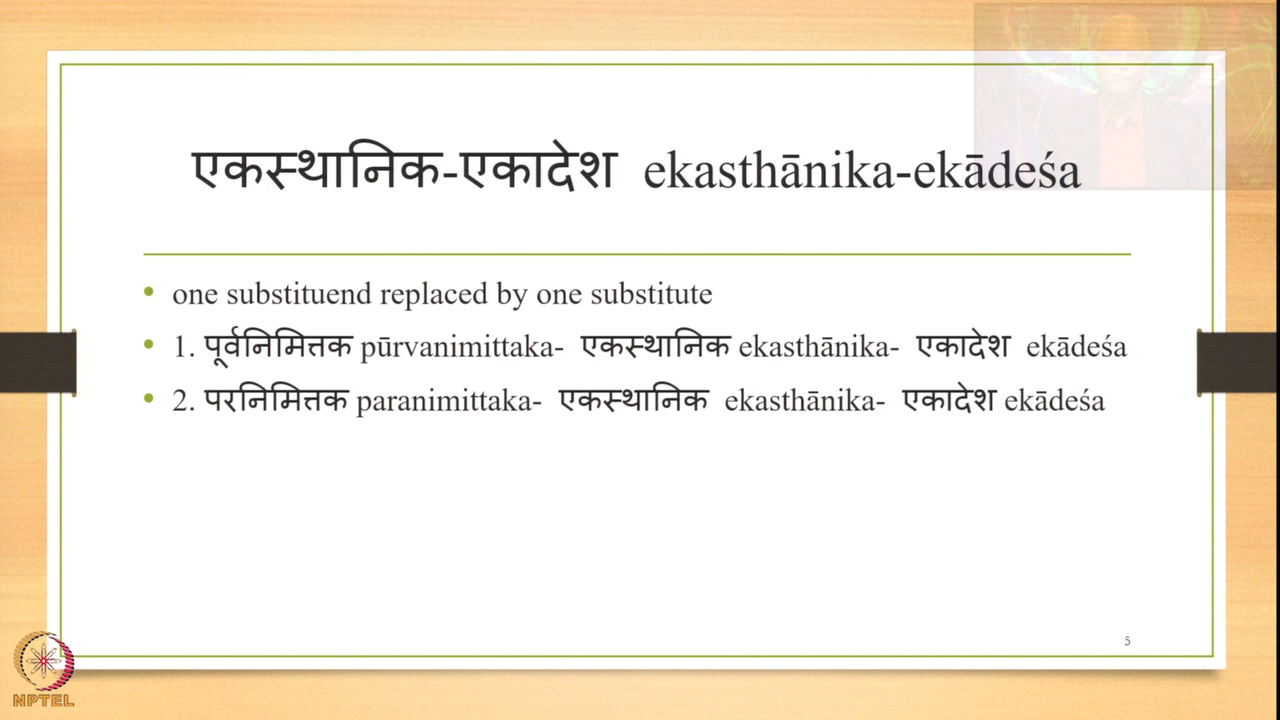 एकस्थानिक-एकादेश ekasthānika-ekādeśa
• one substituend replaced by one substitute
• 1. पूर्वनिमित्तक pūrvanimittaka- एकस्थानिक ekasthānika- एकादेश ekādeśa
• 2. परनिमित्तक paranimittaka- एकस्थानिक ekasthānika- एकादेश ekādeśa
5
NPTEL